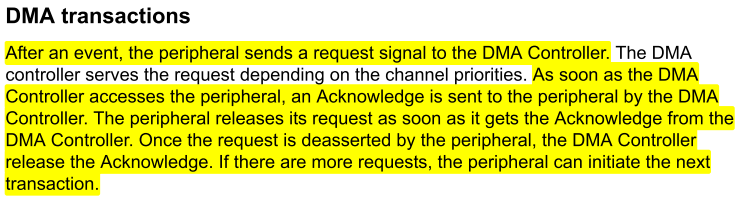 DMA transactions
After an event, the peripheral sends a request signal to the DMA Controller. The DMA
controller serves the request depending on the channel priorities. As soon as the DMA
Controller accesses the peripheral, an Acknowledge is sent to the peripheral by the DMA
Controller. The peripheral releases its request as soon as it gets the Acknowledge from the
DMA Controller. Once the request is deasserted by the peripheral, the DMA Controller
release the Acknowledge. If there are more requests, the peripheral can initiate the next
transaction.